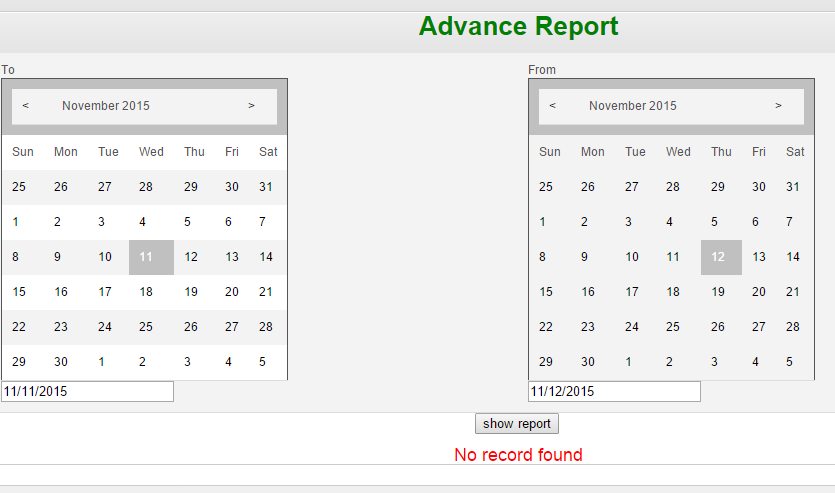 Advance Report
To
< November 2015 >
Sun Mon Tue Wed Thu Fri Sat
25 26 27 28 29 30 31
1 2 3 4 5 6 7
8 9 10 11 12 13 14
15 16 17 18 19 20 21
22 23 24 25 26 27 28
29 30 1 2 3 4 5
11/11/2015
From
< November 2015 >
Sun Mon Tue Wed Thu Fri Sat
25 26 27 28 29 30 31
1 2 3 4 5 6 7
8 9 10 11 12 13 14
15 16 17 18 19 20 21
22 23 24 25 26 27 28
29 30 1 2 3 4 5
11/12/2015
show report
No record found